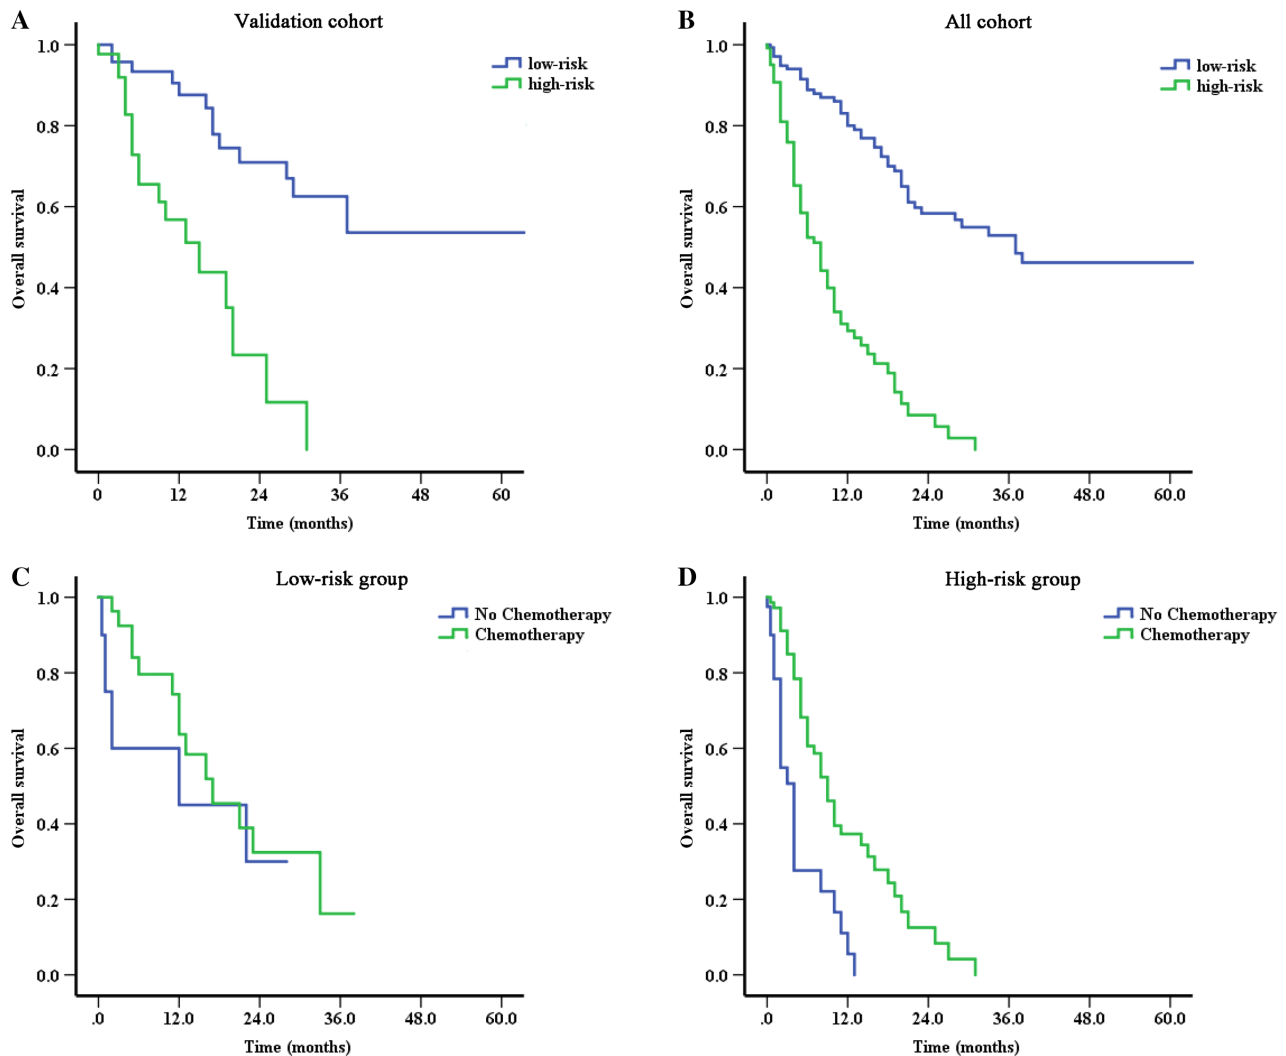 A
Validation cohort
low-risk
high-risk
Overall survival
1.0
0.8
0.6
0.4
0.2
0.0
0 12 24 36 48 60
Time (months)
B
All cohort
low-risk
high-risk
Overall survival
1.0
0.8
0.6
0.4
0.2
0.0
.0 12.0 24.0 36.0 48.0 60.0
Time (months)
C
Low-risk group
No Chemotherapy
Chemotherapy
Overall survival
1.0
0.8
0.6
0.4
0.2
0.0
.0 12.0 24.0 36.0 48.0 60.0
Time (months)
D
High-risk group
No Chemotherapy
Chemotherapy
Overall survival
1.0
0.8
0.6
0.4
0.2
0.0
.0 12.0 24.0 36.0 48.0 60.0
Time (months)